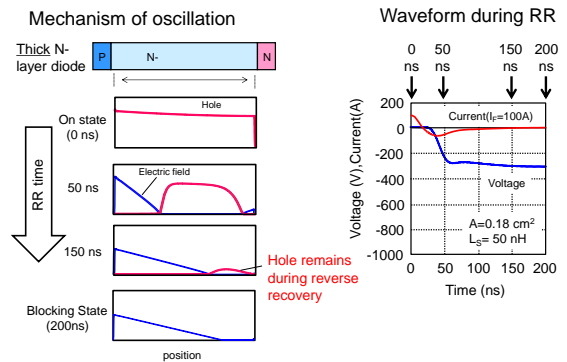 Mechanism of oscillation
Thick N-
layer diode
P
N-
N
On state
(0 ns)
Hole
RR time
50 ns
Electric field
150 ns
Hole remains
during reverse
recovery
Blocking State
(200ns)
position
Waveform during RR
0
ns
50
ns
150
ns
200
ns
Voltage (V),Current(A)
200
0
-200
-400
-600
-800
-1000
Current(IF=100A)
Voltage
A=0.18 cm2
LS= 50 nH
0 50 100 150 200
Time (ns)